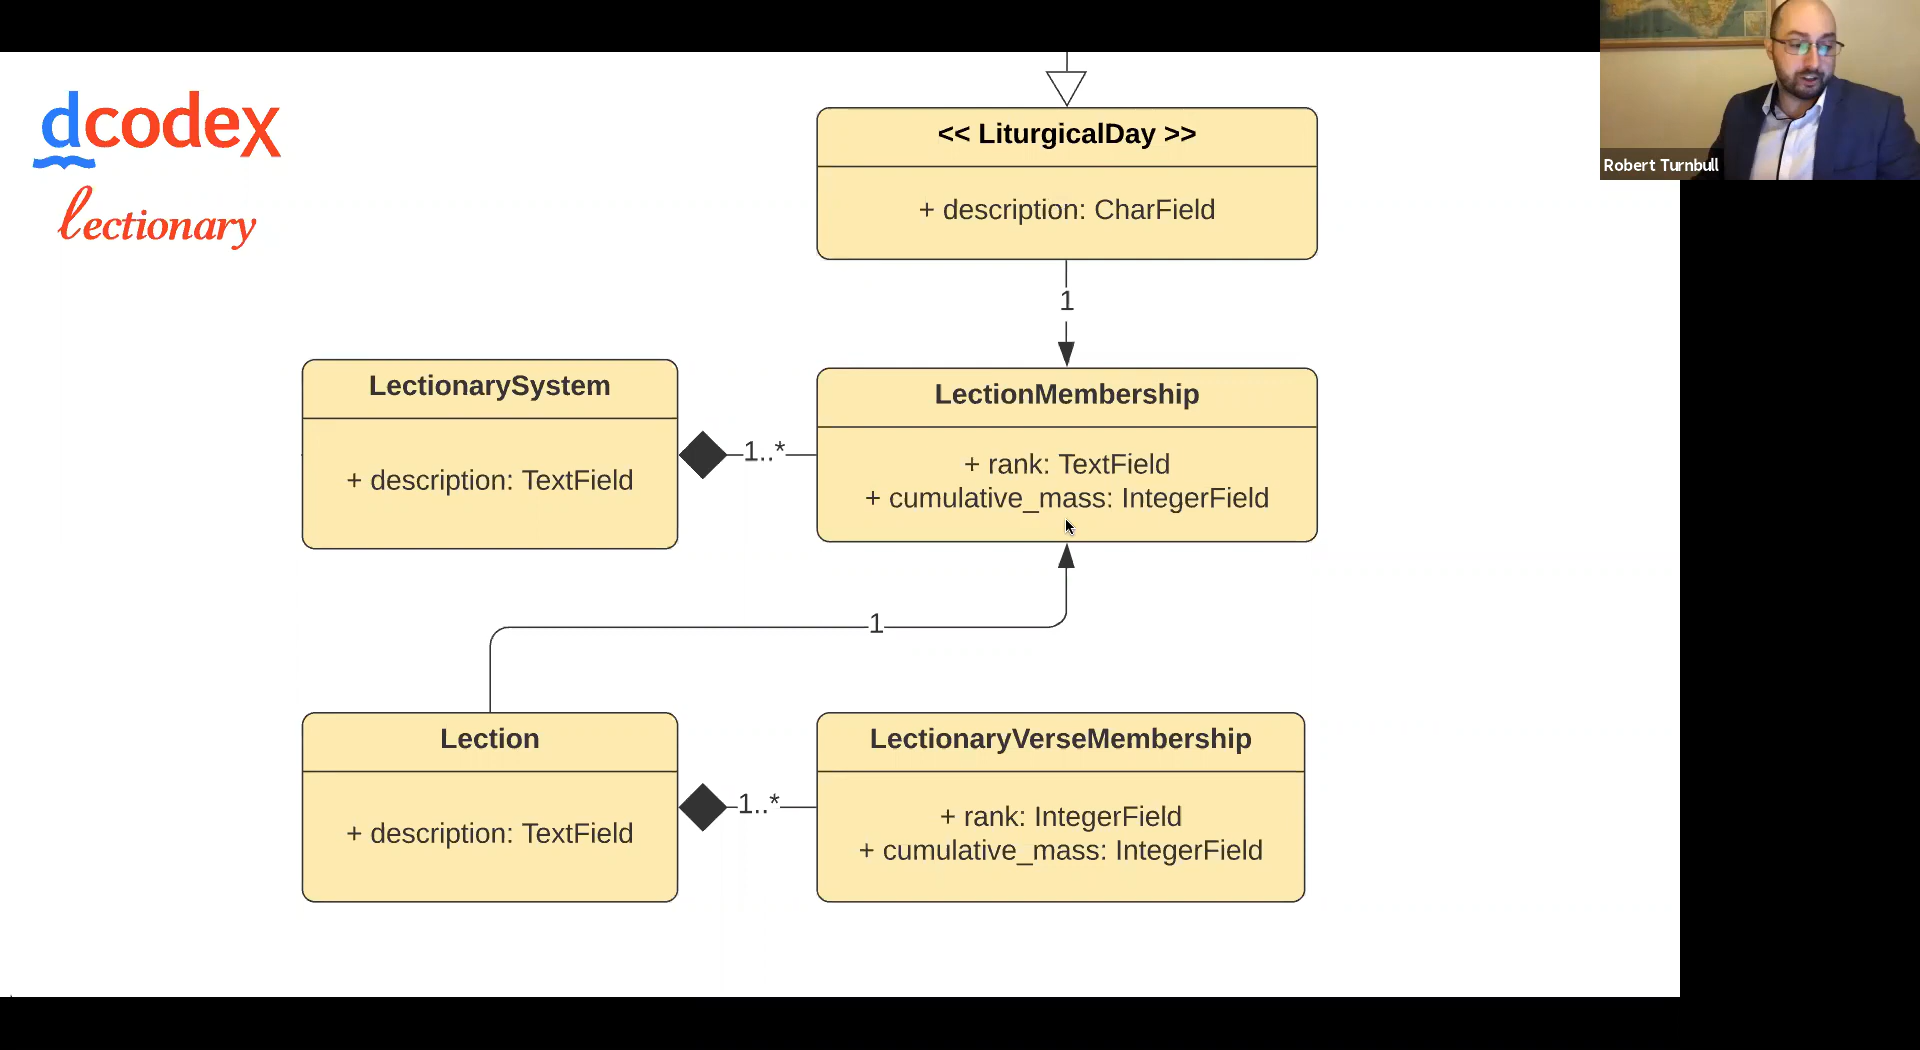 dcodex
lectionary
<< LiturgicalDay >>
+ description: CharField
1
LectionarySystem
+ description: TextField
1..*
LectionMembership
+ rank: TextField
+ cumulative_mass: IntegerField
1
Lection
+ description: TextField
1..*
LectionaryVerseMembership
+ rank: IntegerField
+ cumulative_mass: IntegerField
Robert Turnbull